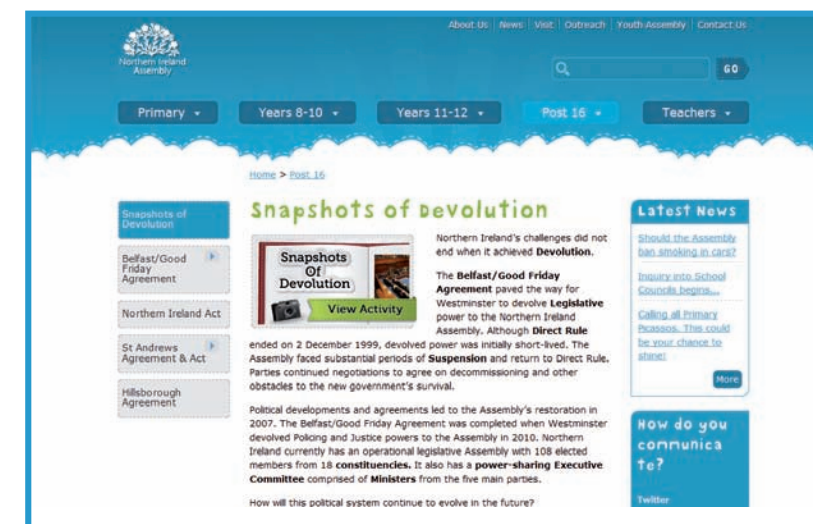 About Us News Visit Outreach Youth Assembly Contact Us
Northern Ireland
Assembly
GO
Primary
Years 8-10
Years 11-12
Post 16
Teachers
Home > Post 16
Snapshots of
Devolution
Belfast/Good
Friday
Agreement
Northern Ireland Act
St Andrews
Agreement & Act
Hillsborough
Agreement
Snapshots of Devolution
Snapshots
Of
Devolution
View Activity
Northern Ireland's challenges did not
end when it achieved Devolution.
The Belfast/Good Friday
Agreement paved the way for
Westminster to devolve Legislative
power to the Northern Ireland
Assembly. Although Direct Rule
ended on 2 December 1999, devolved power was initially short-lived. The
Assembly faced substantial periods of Suspension and return to Direct Rule.
Parties continued negotiations to agree on decommissioning and other
obstacles to the new government's survival.
Political developments and agreements led to the Assembly's restoration in
2007. The Belfast/Good Friday Agreement was completed when Westminster
devolved Policing and Justice powers to the Assembly in 2010. Northern
Ireland currently has an operational legislative Assembly with 108 elected
members from 18 constituencies. It also has a power-sharing Executive
Committee comprised of Ministers from the five main parties.
How will this political system continue to evolve in the future?
Latest News
Should the Assembly
ban smoking in cars?
Inquiry into School
Councils begins...
Calling all Primary
Picassos. This could
be your chance to
shine!
More
How do you
communica
te?
Twitter